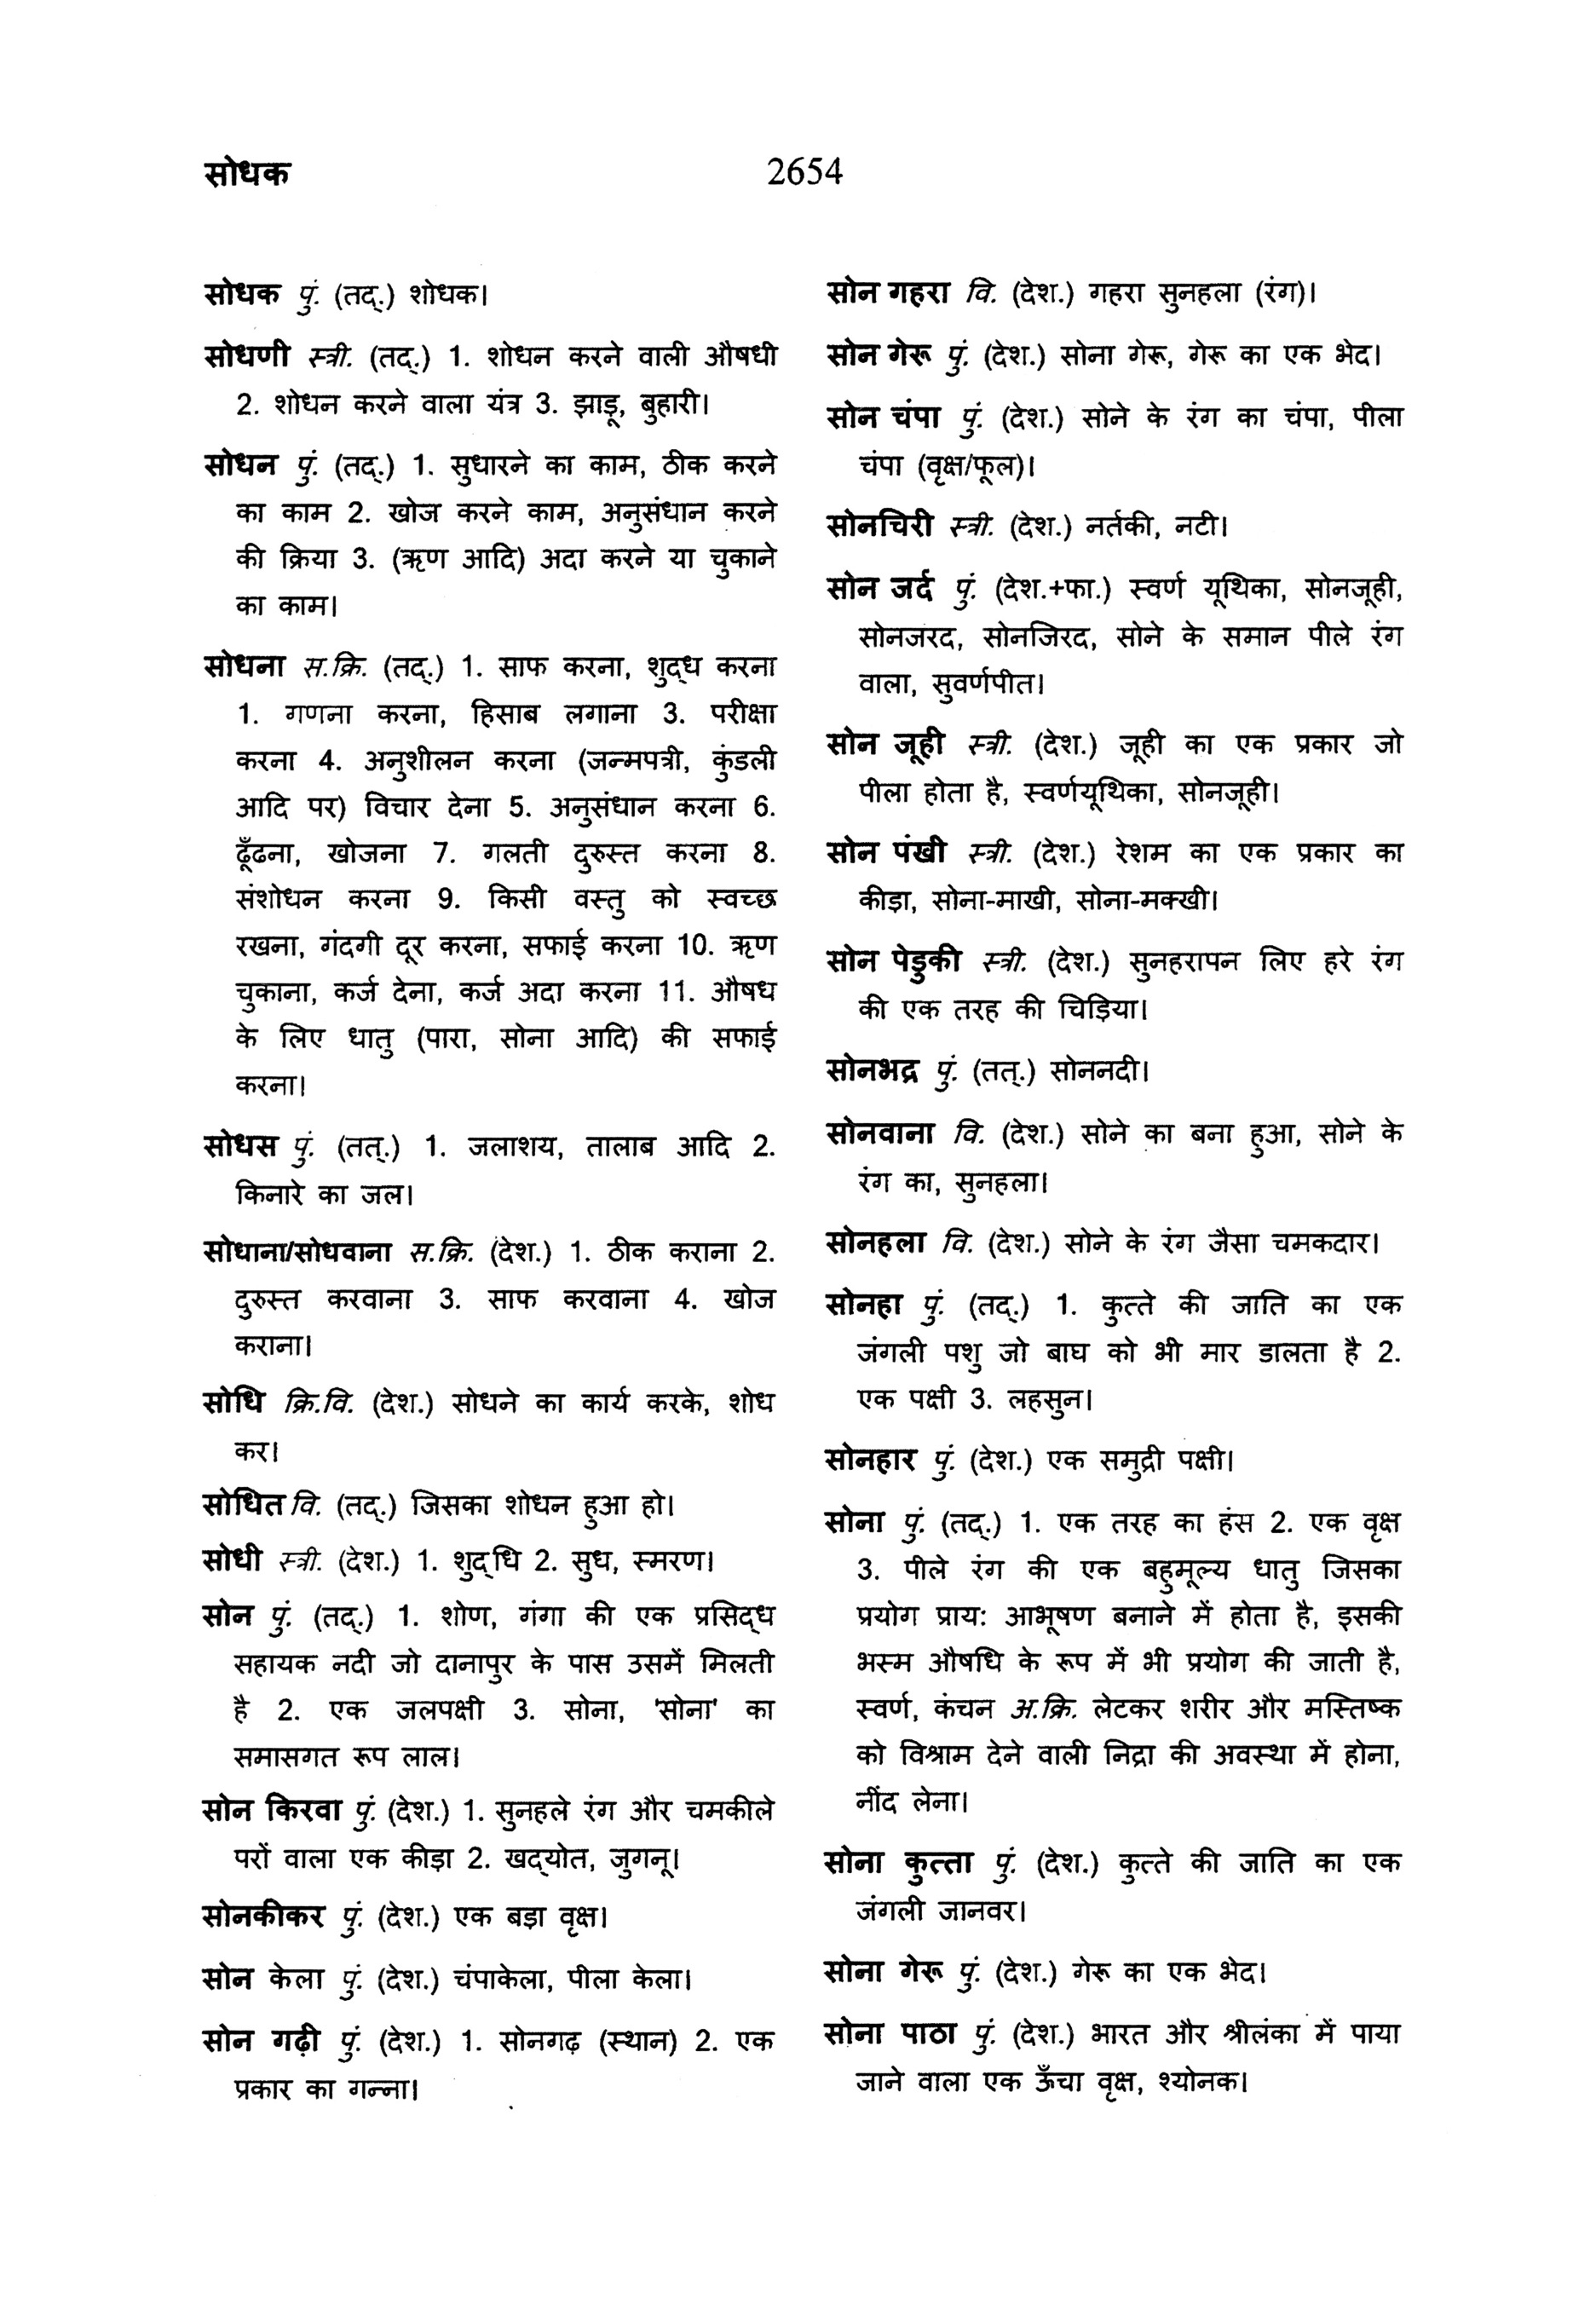 सोधक
2654
सोधक पुं. (तद्.) शोधक।
सोधणी स्त्री. (तद्.) 1. शोधन करने वाली औषधी
2. शोधन करने वाला यंत्र 3. झाड़ू, बुहारी।
सोधन पुं. (तद्.) 1. सुधारने का काम, ठीक करने
का काम 2. खोज करने काम, अनुसंधान करने
की क्रिया 3. (ऋण आदि) अदा करने या चुकाने
का काम।
सोधना स.क्रि. (तद्.) 1. साफ करना, शुद्ध करना
1. गणना करना, हिसाब लगाना 3. परीक्षा
करना 4. अनुशीलन करना (जन्मपत्री, कुंडली
आदि पर) विचार देना 5. अनुसंधान करना 6.
ढूँढना, खोजना 7. गलती दुरुस्त करना 8.
संशोधन करना 9. किसी वस्तु को स्वच्छ
रखना, गंदगी दूर करना, सफाई करना 10. ऋण
चुकाना, कर्ज देना, कर्ज अदा करना 11. औषध
के लिए धातु (पारा, सोना आदि) की सफाई
करना।
सोधस पुं. (तत्.) 1. जलाशय, तालाब आदि 2.
किनारे का जल।
सोधाना/सोधवाना स.क्रि. (देश.) 1. ठीक कराना 2.
दुरुस्त करवाना 3. साफ करवाना 4. खोज
कराना।
सोधि क्रि.वि. (देश.) सोधने का कार्य करके, शोध
कर।
सोधित वि. (तद्.) जिसका शोधन हुआ हो।
सोधी स्त्री. (देश.) 1. शुद्धि 2. सुध, स्मरण।
सोन पुं. (तद्.) 1. शोण, गंगा की एक प्रसिद्ध
सहायक नदी जो दानापुर के पास उसमें मिलती
है 2. एक जलपक्षी 3. सोना, 'सोना' का
समासगत रूप लाल।
सोन किरवा पुं. (देश.) 1. सुनहले रंग और चमकीले
परों वाला एक कीड़ा 2. खद्योत, जुगनू।
सोनकीकर पुं. (देश.) एक बड़ा वृक्ष।
सोन केला पुं. (देश.) चंपाकेला, पीला केला।
सोन गढ़ी पुं. (देश.) 1. सोनगढ़ (स्थान) 2. एक
प्रकार का गन्ना।
सोन गहरा वि. (देश.) गहरा सुनहला (रंग)।
सोन गेरू पुं. (देश.) सोना गेरू, गेरू का एक भेद।
सोन चंपा पुं. (देश.) सोने के रंग का चंपा, पीला
चंपा (वृक्ष/फूल)।
सोनचिरी स्त्री. (देश.) नर्तकी, नटी।
सोन जर्द पुं. (देश.+फा.) स्वर्ण यूथिका, सोनजूही,
सोनजरद, सोनजिरद, सोने के समान पीले रंग
वाला, सुवर्णपीत।
सोन जूही स्त्री. (देश.) जूही का एक प्रकार जो
पीला होता है, स्वर्णयूथिका, सोनजूही।
सोन पंखी स्त्री. (देश.) रेशम का एक प्रकार का
कीड़ा, सोना-माखी, सोना-मक्खी।
सोन पेडुकी स्त्री. (देश.) सुनहरापन लिए हरे रंग
की एक तरह की चिड़िया।
सोनभद्र पुं. (तत्.) सोननदी।
सोनवाना वि. (देश.) सोने का बना हुआ, सोने के
रंग का, सुनहला।
सोनहला वि. (देश.) सोने के रंग जैसा चमकदार।
सोनहा पुं. (तद्.) 1. कुत्ते की जाति का एक
जंगली पशु जो बाघ को भी मार डालता है 2.
एक पक्षी 3. लहसुन।
सोनहार पुं. (देश.) एक समुद्री पक्षी।
सोना पुं. (तद्.) 1. एक तरह का हंस 2. एक वृक्ष
3. पीले रंग की एक बहुमूल्य धातु जिसका
प्रयोग प्राय: आभूषण बनाने में होता है, इसकी
भस्म औषधि के रूप में भी प्रयोग की जाती है,
स्वर्ण, कंचन अ.क्रि. लेटकर शरीर और मस्तिष्क
को विश्राम देने वाली निद्रा की अवस्था में होना,
नींद लेना।
सोना कुत्ता पुं. (देश.) कुत्ते की जाति का एक
जंगली जानवर।
सोना गेरू पुं. (देश.) गेरू का एक भेद।
सोना पाठा पुं. (देश.) भारत और श्रीलंका में पाया
जाने वाला एक ऊँचा वृक्ष, श्योनक।